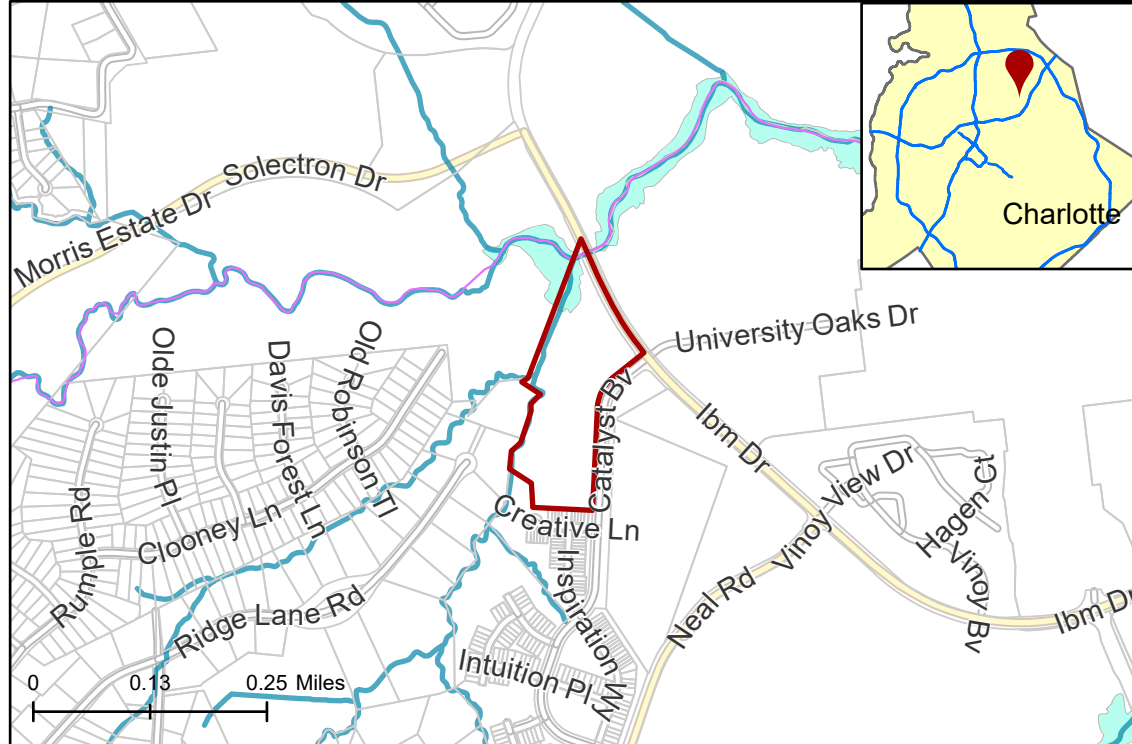 Charlotte
Solectron Dr
Morris Estate Dr
University Oaks Dr
Olde Justin Pl
Davis Forest Ln
Old Robinson Tl
Catalyst Bv
Ibm Dr
Rumple Rd
Clooney Ln
Creative Ln
Vinoy View Dr
Hagen Ct
Ridge Lane Rd
Inspiration Wy
Neal Rd
Vinoy Bv
Ibm Dr
Intuition Pl
0 0.13 0.25 Miles